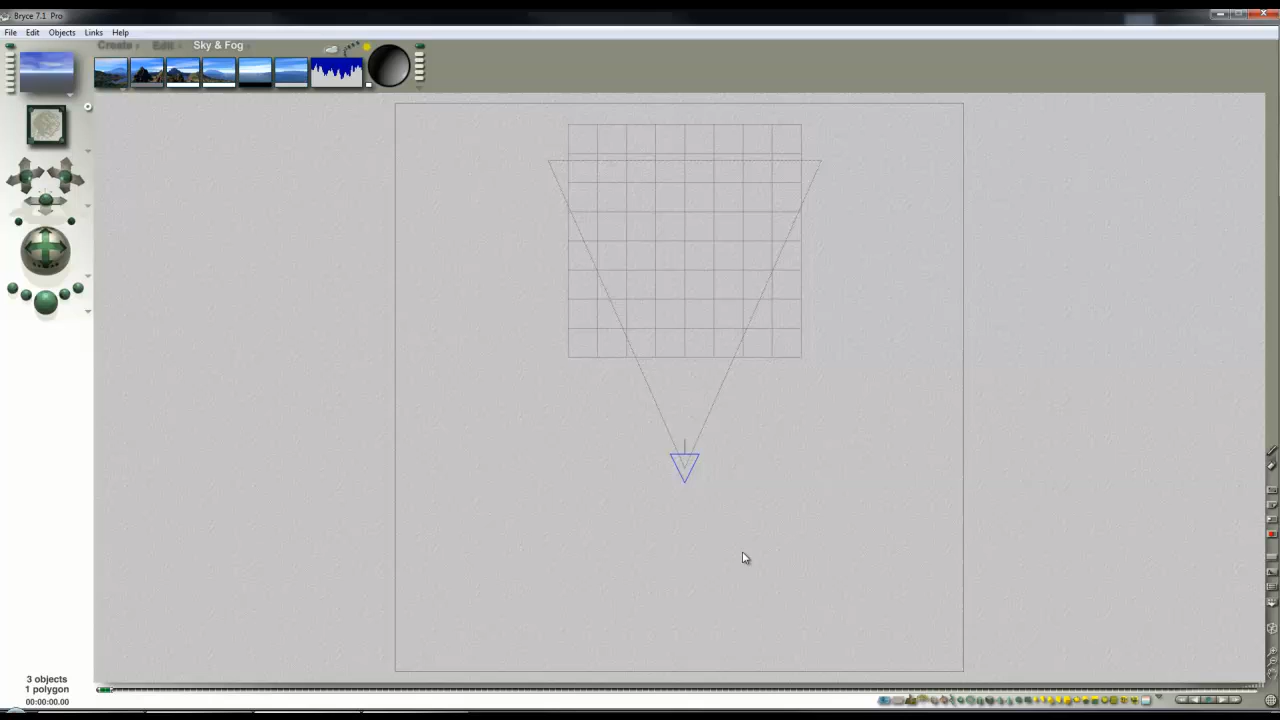 Bryce 7.1 Pro
File Edit Objects Links Help
Create Edit Sky & Fog
3 objects
1 polygon
00:00:00.00